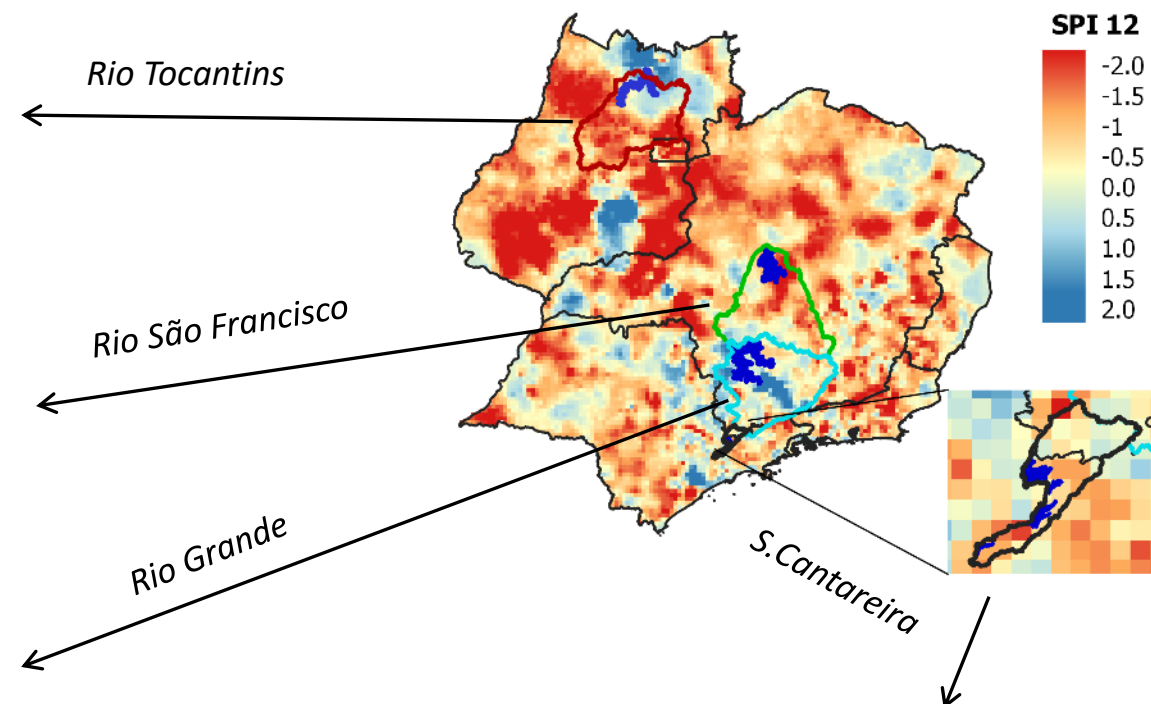 SPI 12
Rio Tocantins
-2.0
-1.5
-1
-0.5
0.0
0.5
1.0
1.5
2.0
Rio São Francisco
Rio Grande
S.Cantareira